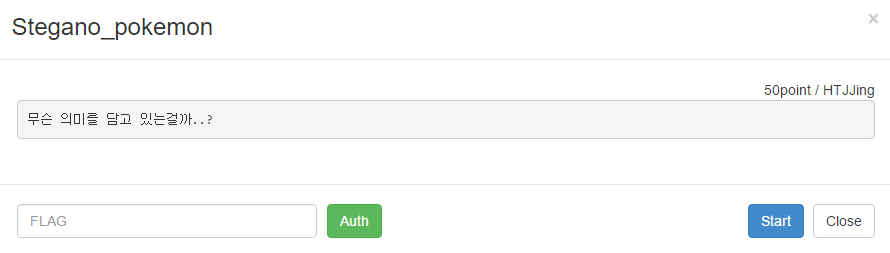 Stegano_pokemon
×
50point / HTJJing
무슨 의미를 담고 있는걸까..?
FLAG
Auth
Start
Close